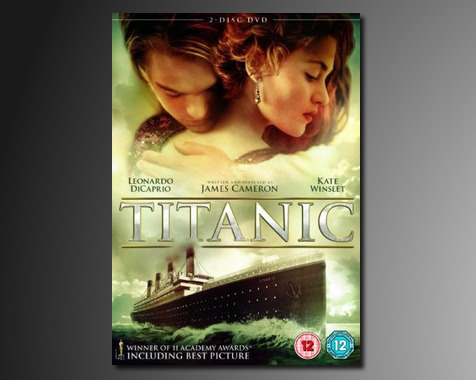 2-DISC DVD
LEONARDO DICAPRIO
WRITTEN AND DIRECTED BY
JAMES CAMERON
KATE WINSLET
TITANIC
WINNER OF 11 ACADEMY AWARDS®
INCLUDING BEST PICTURE
12
12